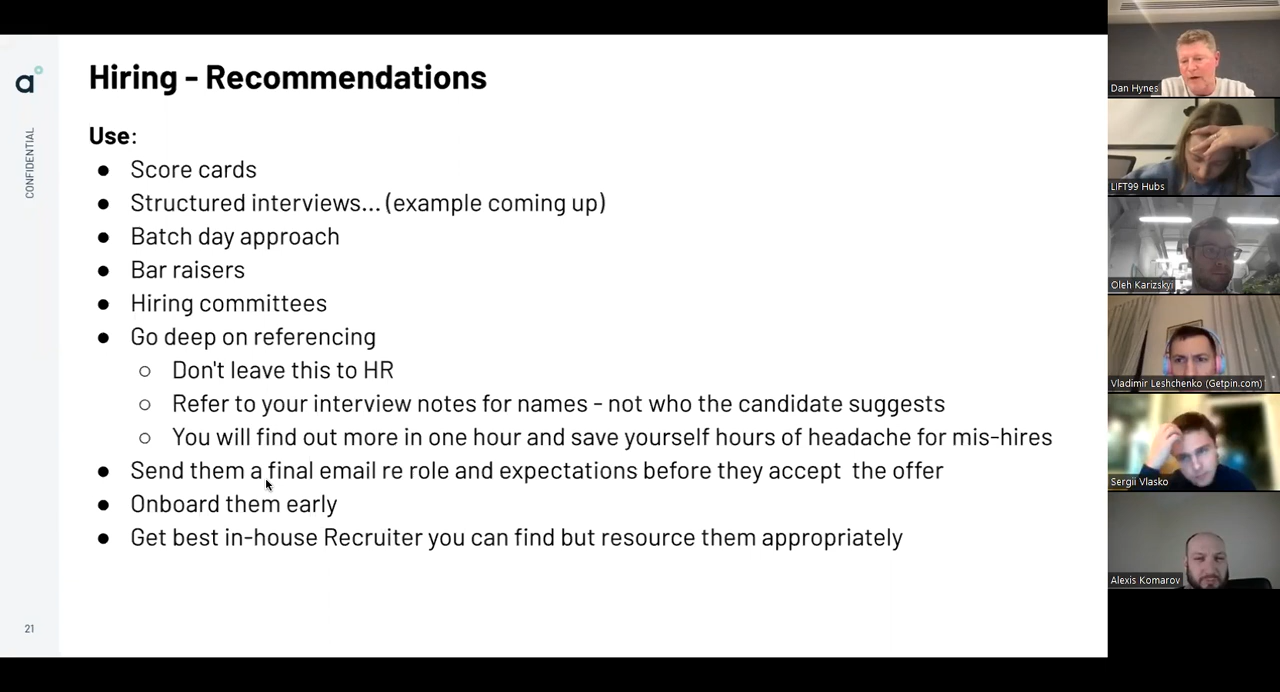 a
CONFIDENTIAL
Hiring - Recommendations
Use:
● Score cards
● Structured interviews... (example coming up)
● Batch day approach
● Bar raisers
● Hiring committees
● Go deep on referencing
○ Don't leave this to HR
○ Refer to your interview notes for names - not who the candidate suggests
○ You will find out more in one hour and save yourself hours of headache for mis-hires
● Send them a final email re role and expectations before they accept  the offer
● Onboard them early
● Get best in-house Recruiter you can find but resource them appropriately
21
Dan Hynes
LIFT99 Hubs
Oleh Karizskyi
Vladimir Leshchenko (Getpin.com)
Sergii Vlasko
Alexis Komarov